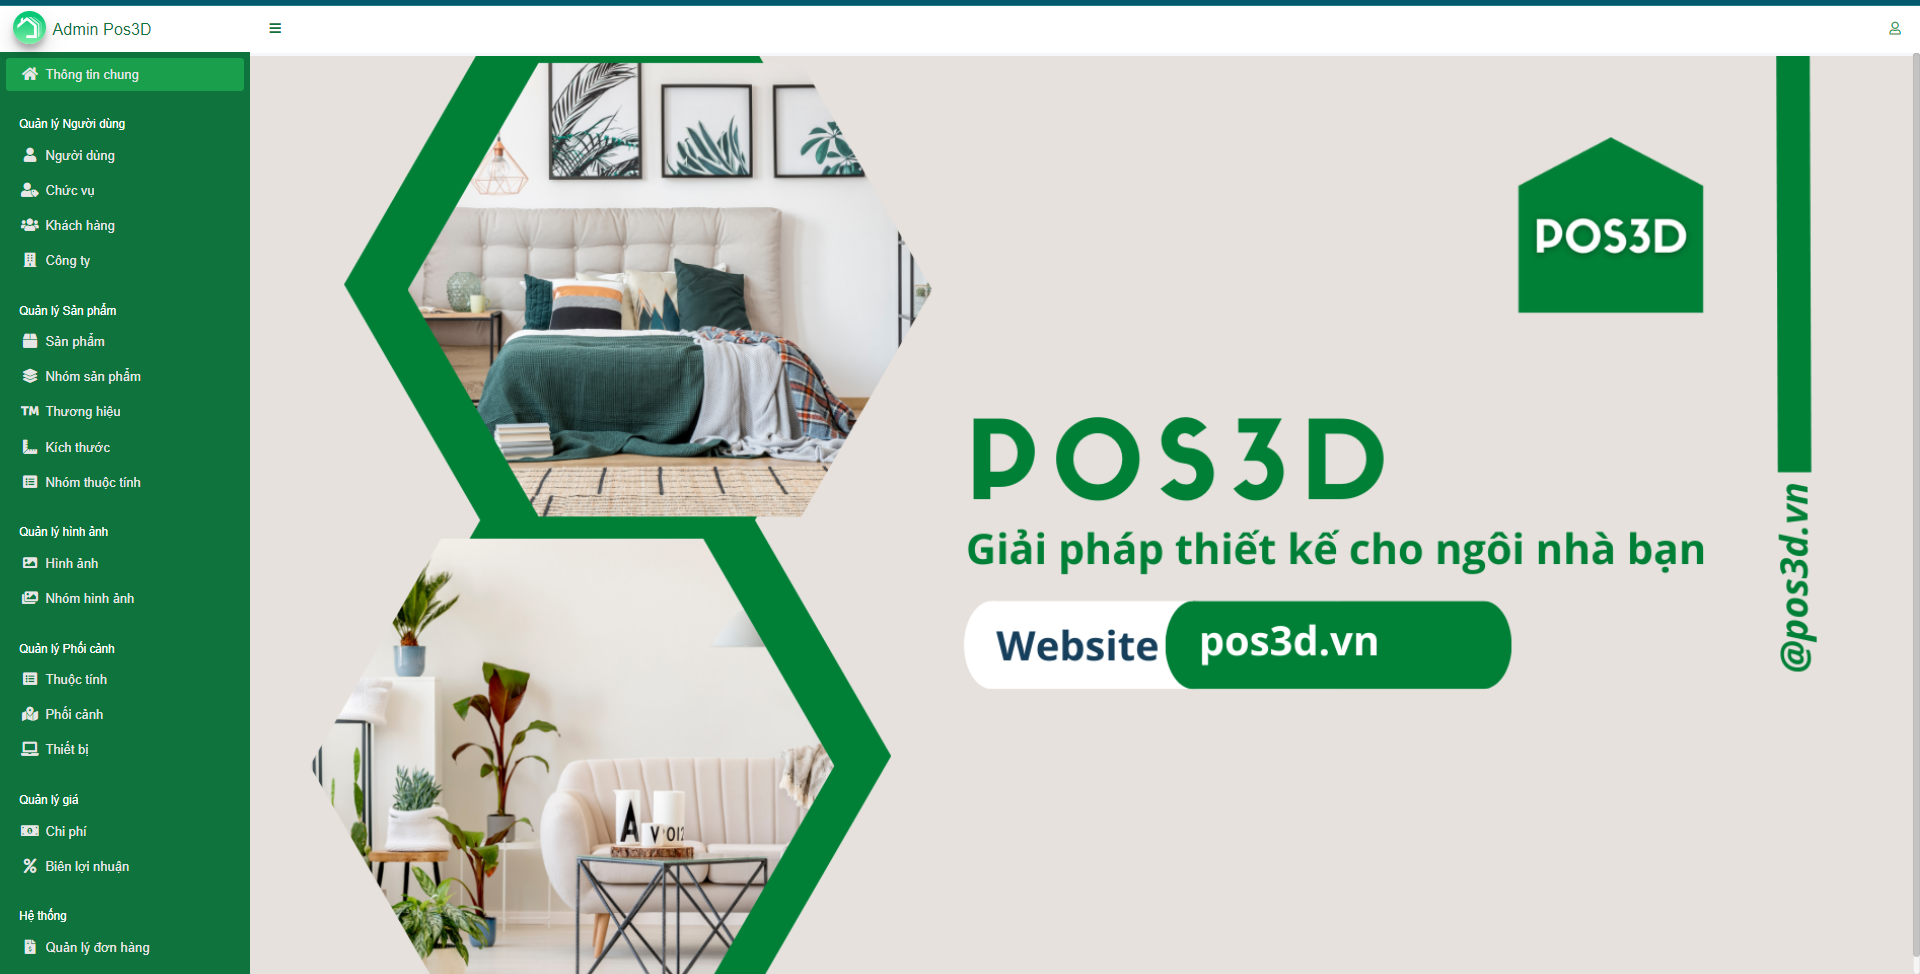 Admin Pos3D
Thông tin chung
Quản lý Người dùng
Người dùng
Chức vụ
Khách hàng
Công ty
Quản lý Sản phẩm
Sản phẩm
Nhóm sản phẩm
TM Thương hiệu
Kích thước
Nhóm thuộc tính
Quản lý hình ảnh
Hình ảnh
Nhóm hình ảnh
Quản lý Phối cảnh
Thuộc tính
Phối cảnh
Thiết bị
Quản lý giá
Chi phí
Biên lợi nhuận
Hệ thống
Quản lý đơn hàng
POS3D
POS3D
Giải pháp thiết kế cho ngôi nhà bạn
Website pos3d.vn
@pos3d.vn
A